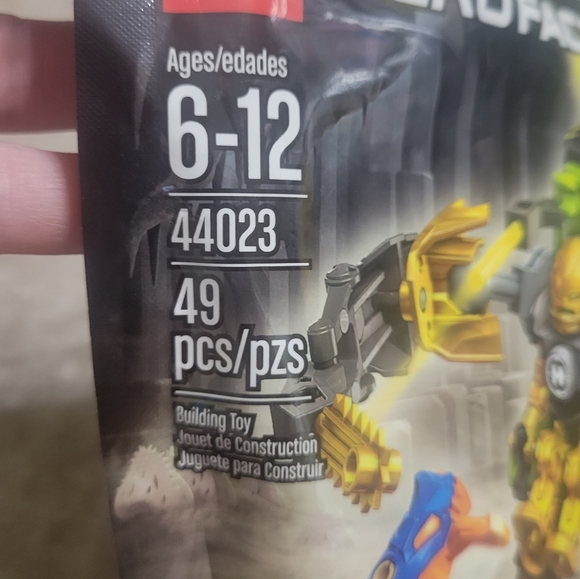 Ages/edades
6-12
44023
49
pcs/pzs
Building Toy
Jouet de Construction
Juguete para Construir
H